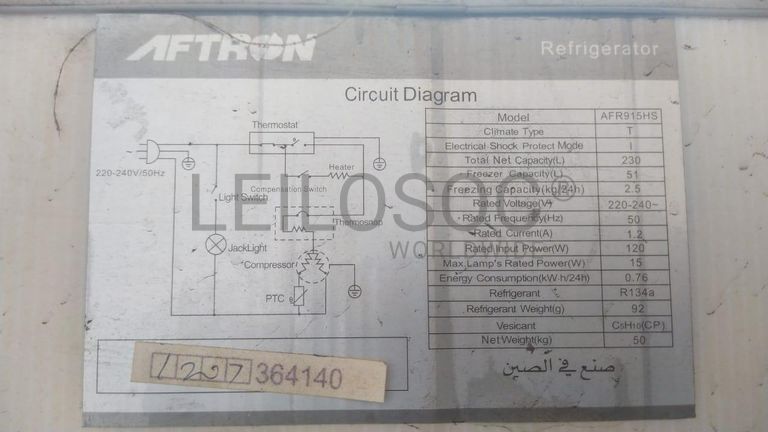 AFTRON
Refrigerator
Circuit Diagram
Thermostat
220-240V/50Hz
Heater
Compensation Switch
Light Switch
Thermosnap
JackLight
Compressor
PTC
Model AFR915HS
Climate Type T
Electrical Shock Protect Mode I
Total Net Capacity(L) 230
Freezer Capacity(L) 51
Freezing Capacity(kg/24h) 2.5
Rated Voltage(V) 220-240~
Rated Frequency(Hz) 50
Rated Current(A) 1.2
Rated Input Power(W) 120
Max.Lamp's Rated Power(W) 15
Energy Consumption(kW·h/24h) 0.76
Refrigerant R134a
Refrigerant Weight(g) 92
Vesicant C5H10(CP)
Net Weight(kg) 50
صنع في الصين
1207 364140
LEILOSOC®